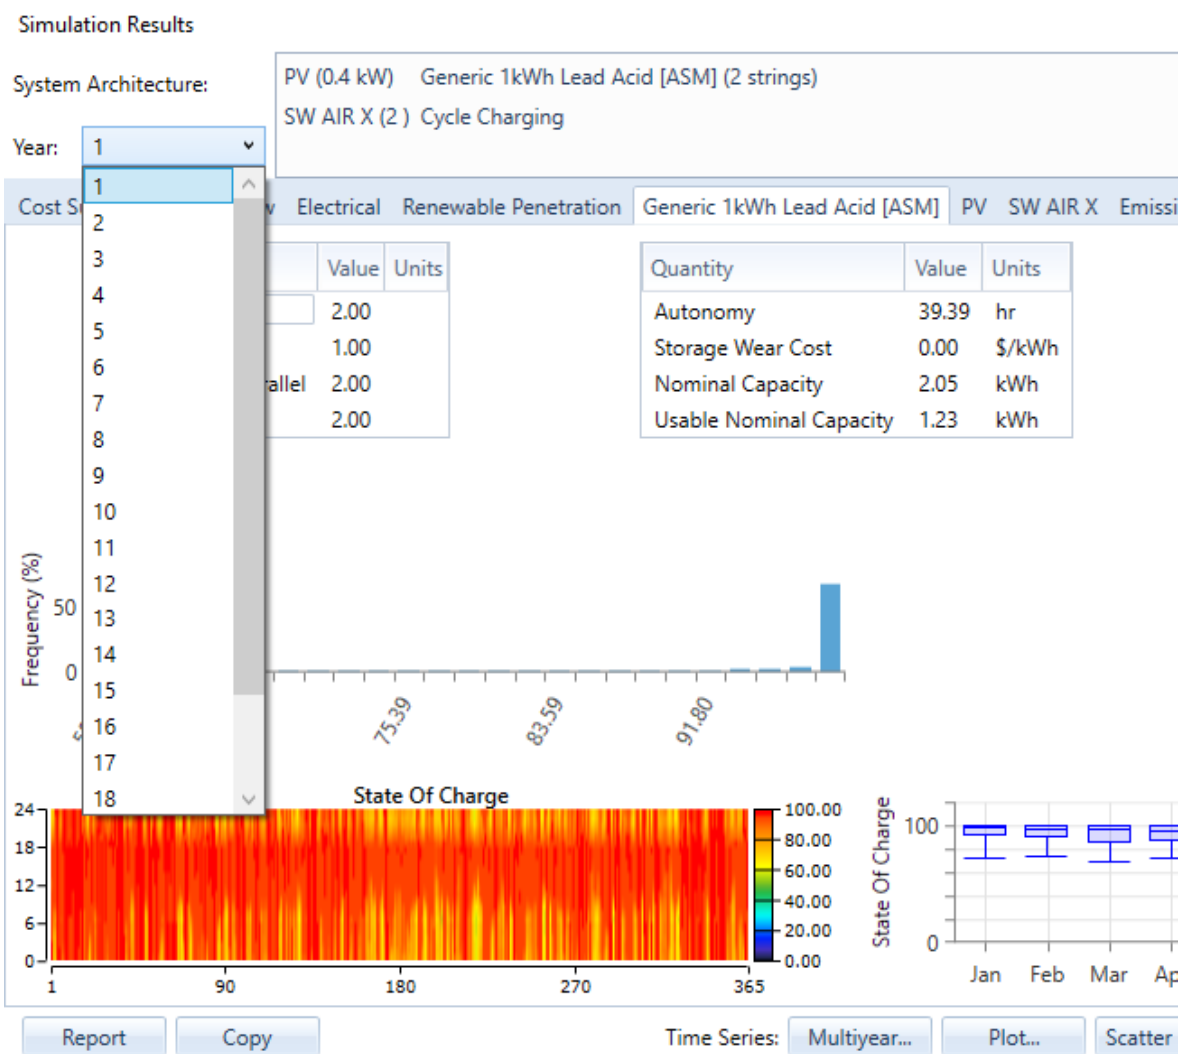 Simulation Results
System Architecture:
PV (0.4 kW) Generic 1kWh Lead Acid [ASM] (2 strings)
SW AIR X (2 ) Cycle Charging
Year: 1
1
2
3
4
5
6
7
8
9
10
11
12
13
14
15
16
17
18
Cost S Electrical Renewable Penetration Generic 1kWh Lead Acid [ASM] PV SW AIR X Emissi
Value Units
2.00
1.00
rallel 2.00
2.00
Quantity Value Units
Autonomy 39.39 hr
Storage Wear Cost 0.00 $/kWh
Nominal Capacity 2.05 kWh
Usable Nominal Capacity 1.23 kWh
Frequency (%)
50
0
75.39 83.59 91.80
State Of Charge
24
18
12
6
0
1 90 180 270 365
100.00
80.00
60.00
40.00
20.00
0.00
State Of Charge
100
0
Jan Feb Mar Ap
Report Copy Time Series: Multiyear... Plot... Scatter